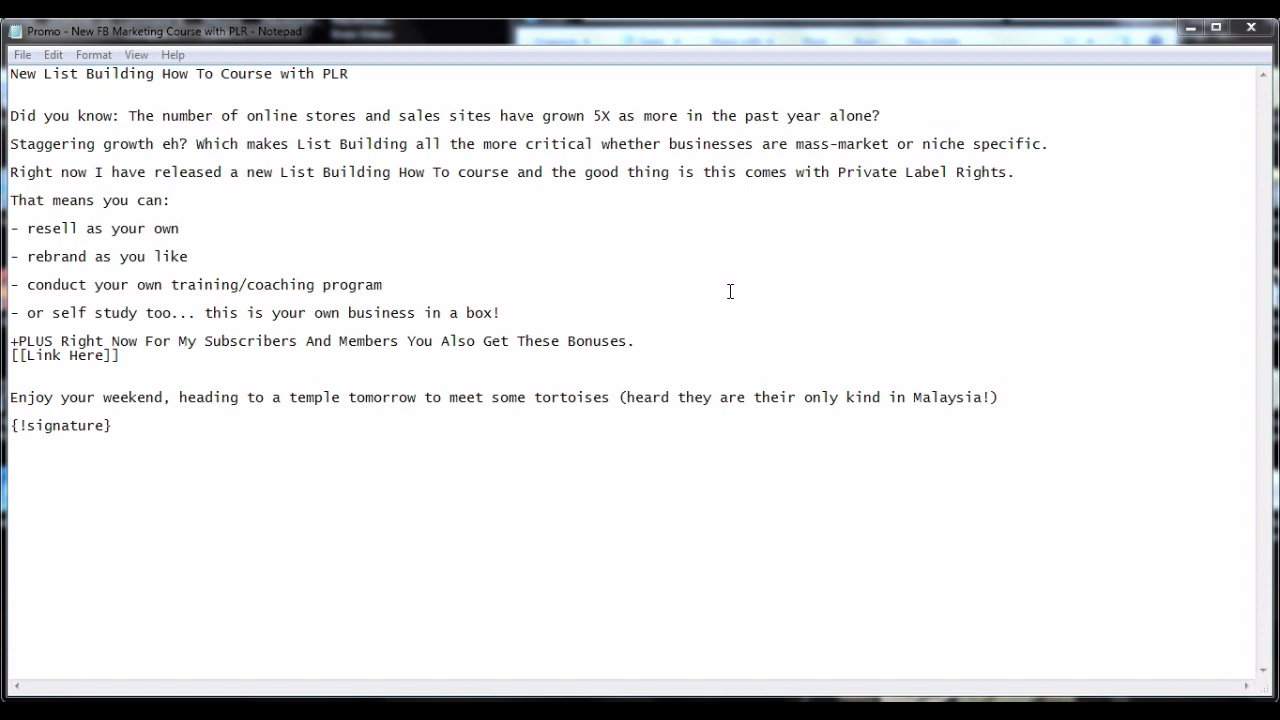 Promo - New FB Marketing Course with PLR - Notepad
File Edit Format View Help
New List Building How To Course with PLR
Did you know: The number of online stores and sales sites have grown 5X as more in the past year alone?
Staggering growth eh? Which makes List Building all the more critical whether businesses are mass-market or niche specific.
Right now I have released a new List Building How To course and the good thing is this comes with Private Label Rights.
That means you can:
- resell as your own
- rebrand as you like
- conduct your own training/coaching program
- or self study too... this is your own business in a box!
+PLUS Right Now For My Subscribers And Members You Also Get These Bonuses.
[[Link Here]]
Enjoy your weekend, heading to a temple tomorrow to meet some tortoises (heard they are their only kind in Malaysia!)
{!signature}